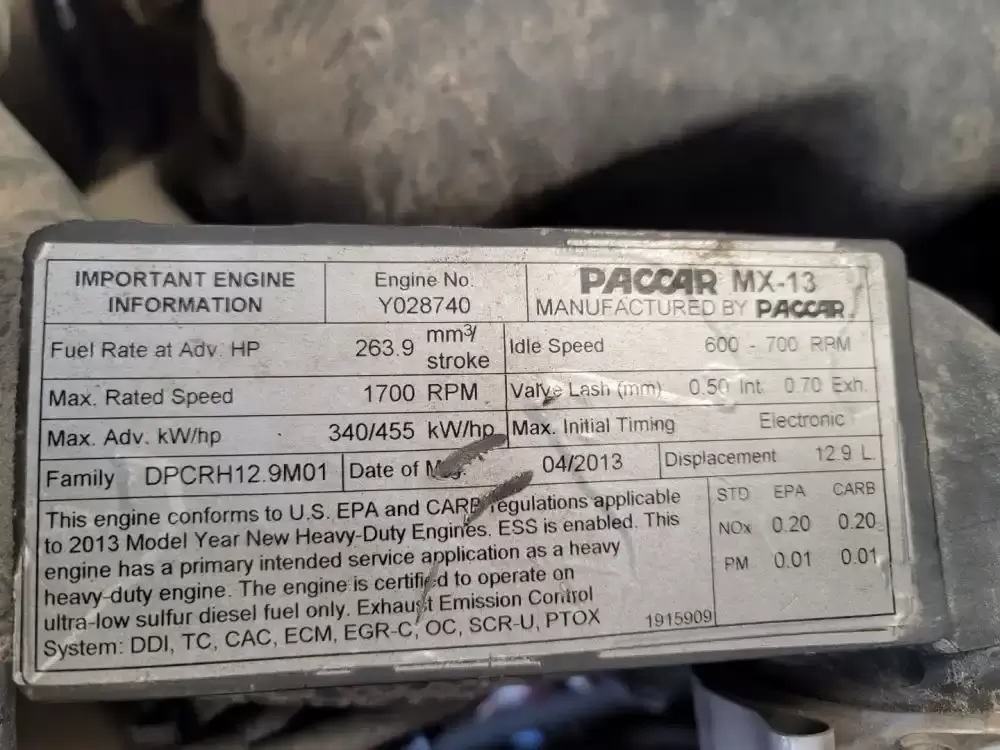 IMPORTANT ENGINE
INFORMATION
Engine No.
Y028740
PACCAR MX-13
MANUFACTURED BY PACCAR
Fuel Rate at Adv. HP 263.9 mm3/
stroke
Idle Speed 600 - 700 RPM
Max. Rated Speed 1700 RPM
Valve Lash (mm) 0.50 Int. 0.70 Exh.
Max. Adv. kW/hp 340/455 kW/hp
Max. Initial Timing Electronic
Family DPCRH12.9M01
Date of 04/2013
Displacement 12.9 L.
This engine conforms to U.S. EPA and CARB regulations applicable
to 2013 Model Year New Heavy-Duty Engines. ESS is enabled. This
engine has a primary intended service application as a heavy
heavy-duty engine. The engine is certified to operate on
ultra-low sulfur diesel fuel only. Exhaust Emission Control
System: DDI, TC, CAC, ECM, EGR-C, OC, SCR-U, PTOX
1915909
STD EPA CARB
NOx 0.20 0.20
PM 0.01 0.01